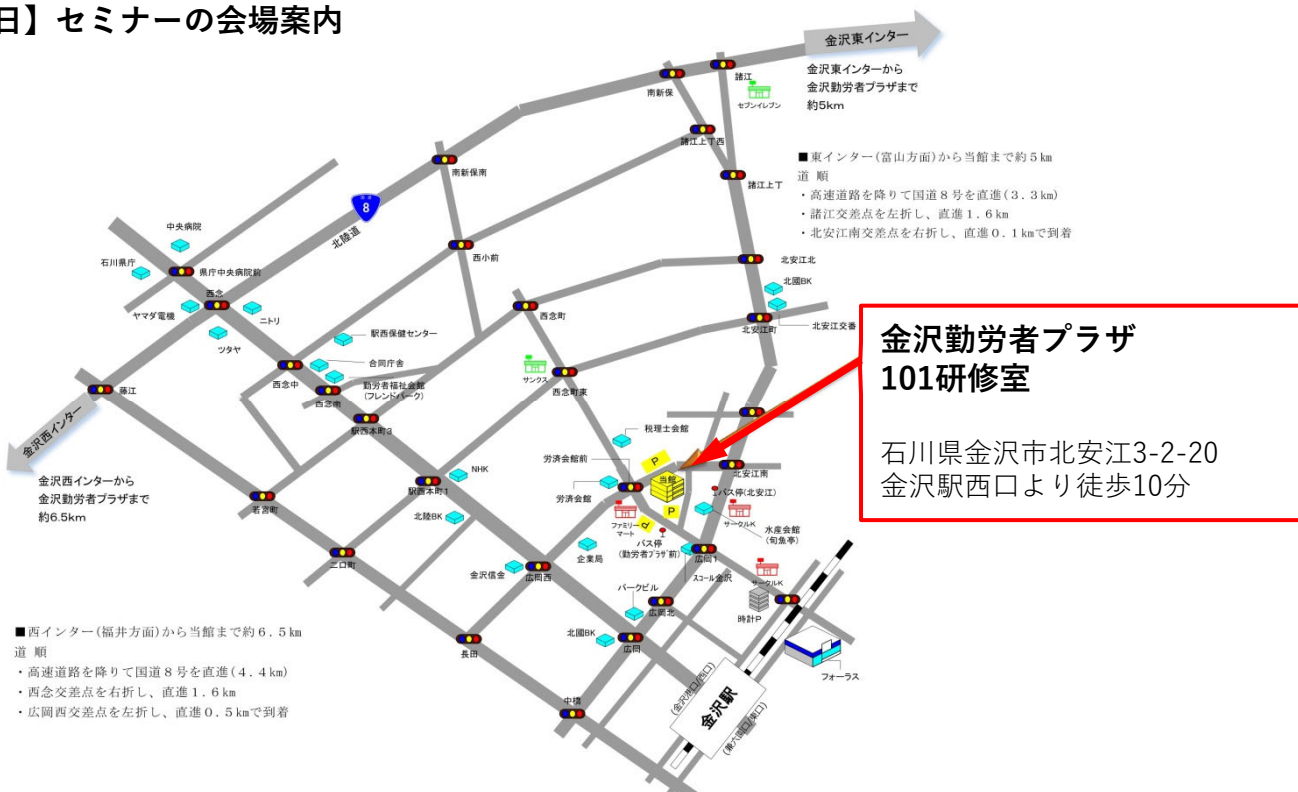 日】セミナーの会場案内
金沢東インター
金沢東インターから
金沢勤労者プラザまで
約5km
諸江
南新保
セブンイレブン
諸江上丁西
■東インター(富山方面)から当館まで約５㎞
道 順
・高速道路を降りて国道８号を直進(３.３㎞)
・諸江交差点を左折し、直進１.６㎞
・北安江南交差点を右折し、直進０.１㎞で到着
諸江上丁
南新保南
8
北陸道
中央病院
石川県庁
県庁中央病院前
西小前
北安江北
北國BK
西念
ヤマダ電機
ニトリ
ツタヤ
駅西保健センター
西念町
北安江町
北安江交番
合同庁舎
西念中
勤労者福祉会館
(フレンドパーク)
西念南
サンクス
西念町東
藤江
金沢西インター
駅西本町3
税理士会館
金沢勤労者プラザ
101研修室
石川県金沢市北安江3-2-20
金沢駅西口より徒歩10分
金沢西インターから
金沢勤労者プラザまで
約6.5km
若宮町
NHK
駅西本町1
北陸BK
労済会館前
労済会館
P
当館
北安江南
バス停(北安江)
サークルK
水産会館
(旬魚亭)
ファミリー
マート
P
P
バス停
(勤労者プラザ前)
広岡1
スコール金沢
サークルK
時計P
二口町
金沢信金
広岡西
企業局
パークビル
広岡北
北國BK
広岡
長田
中橋
フォーラス
(金沢港口/西口)
金沢駅
(兼六園口/東口)
■西インター(福井方面)から当館まで約６.５㎞
道 順
・高速道路を降りて国道８号を直進(４.４㎞)
・西念交差点を右折し、直進１.６㎞
・広岡西交差点を左折し、直進０.５㎞で到着